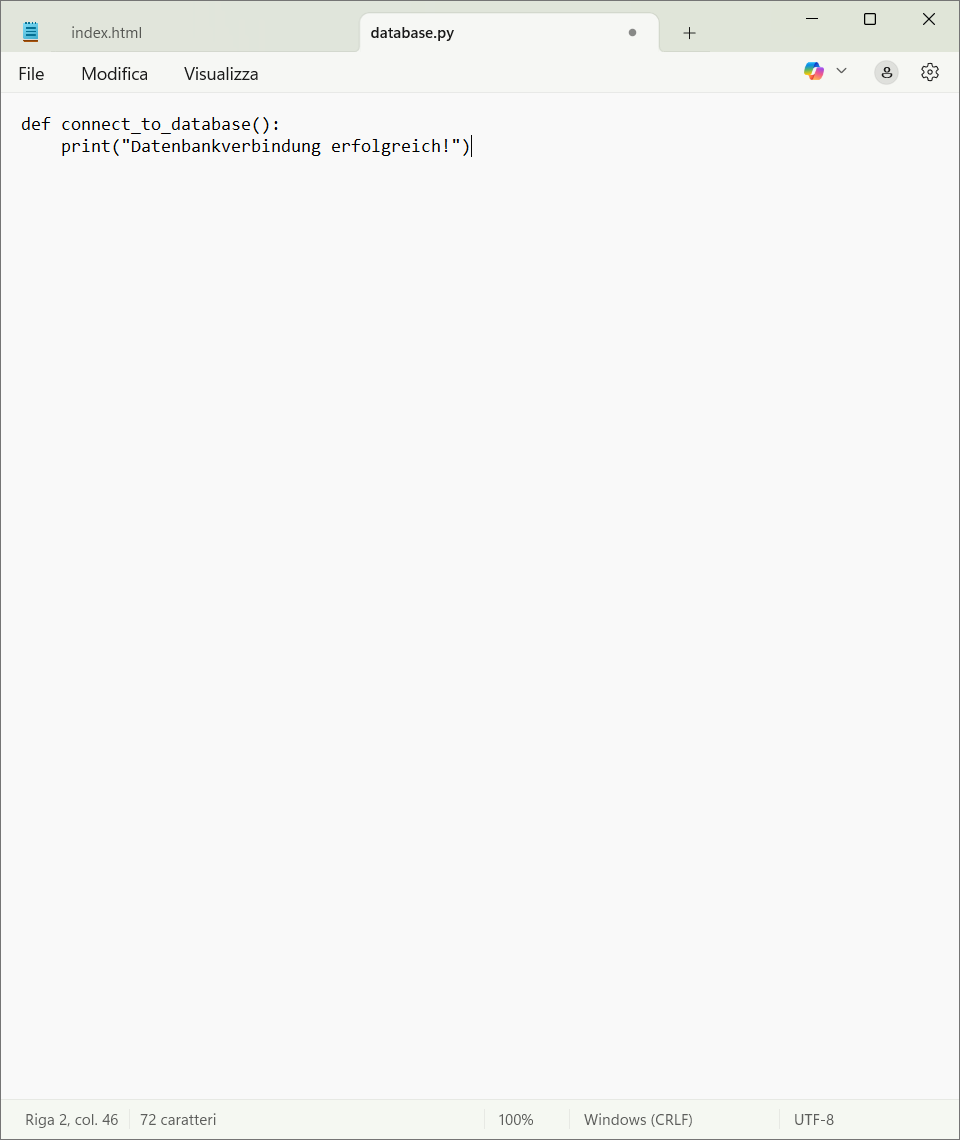 index.html
database.py
File Modifica Visualizza
def connect_to_database():
    print("Datenbankverbindung erfolgreich!")
Riga 2, col. 46 72 caratteri 100% Windows (CRLF) UTF-8